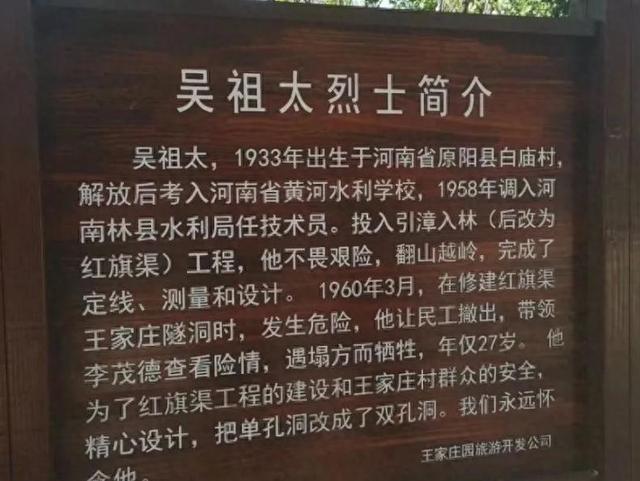 吴祖太烈士简介
吴祖太，1933年出生于河南省原阳县白庙村，
解放后考入河南省黄河水利学校，1958年调入河
南林县水利局任技术员。投入引漳入林（后改为
红旗渠）工程，他不畏艰险，翻山越岭，完成了
定线、测量和设计。 1960年3月，在修建红旗渠
王家庄隧洞时，发生危险，他让民工撤出，带领
李茂德查看险情，遇塌方而牺牲，年仅27岁。 他
为了红旗渠工程的建设和王家庄村群众的安全，
精心设计，把单孔洞改成了双孔洞。我们永远怀
念他。
王家庄园旅游开发公司